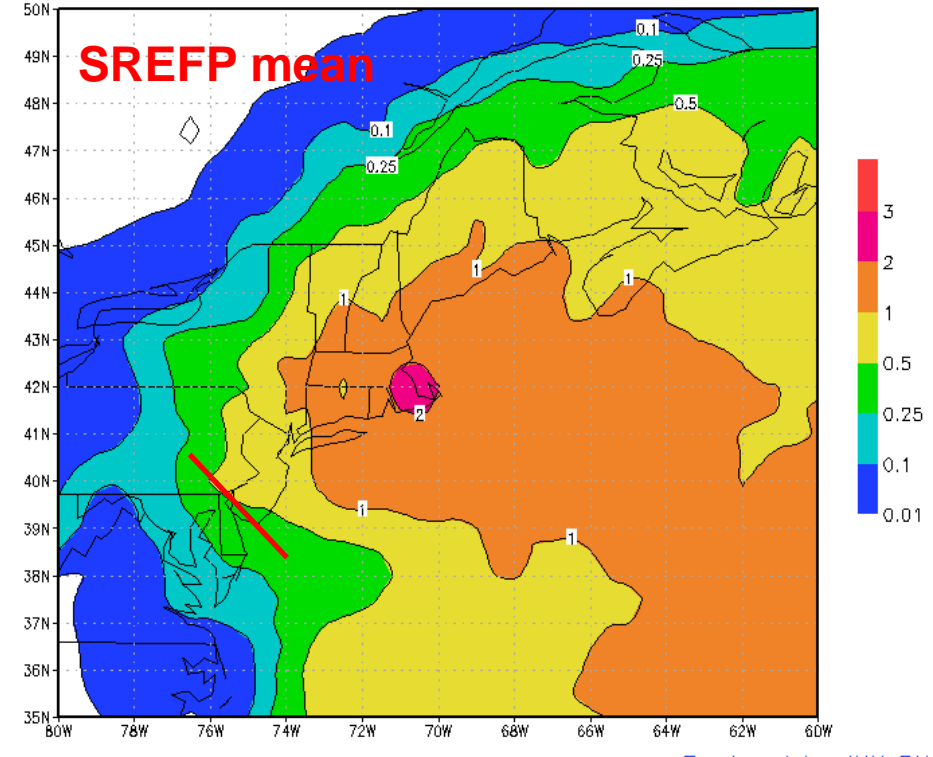 50N
SREFP mean
0.1
49N
0.25
48N
0.5
0.1
47N
0.25
46N
45N
1
1
44N
1
43N
42N
2
41N
40N
1
39N
1
38N
37N
36N
35N
80W 78W 76W 74W 72W 70W 68W 66W 64W 62W 60W
3
2
1
0.5
0.25
0.1
0.01